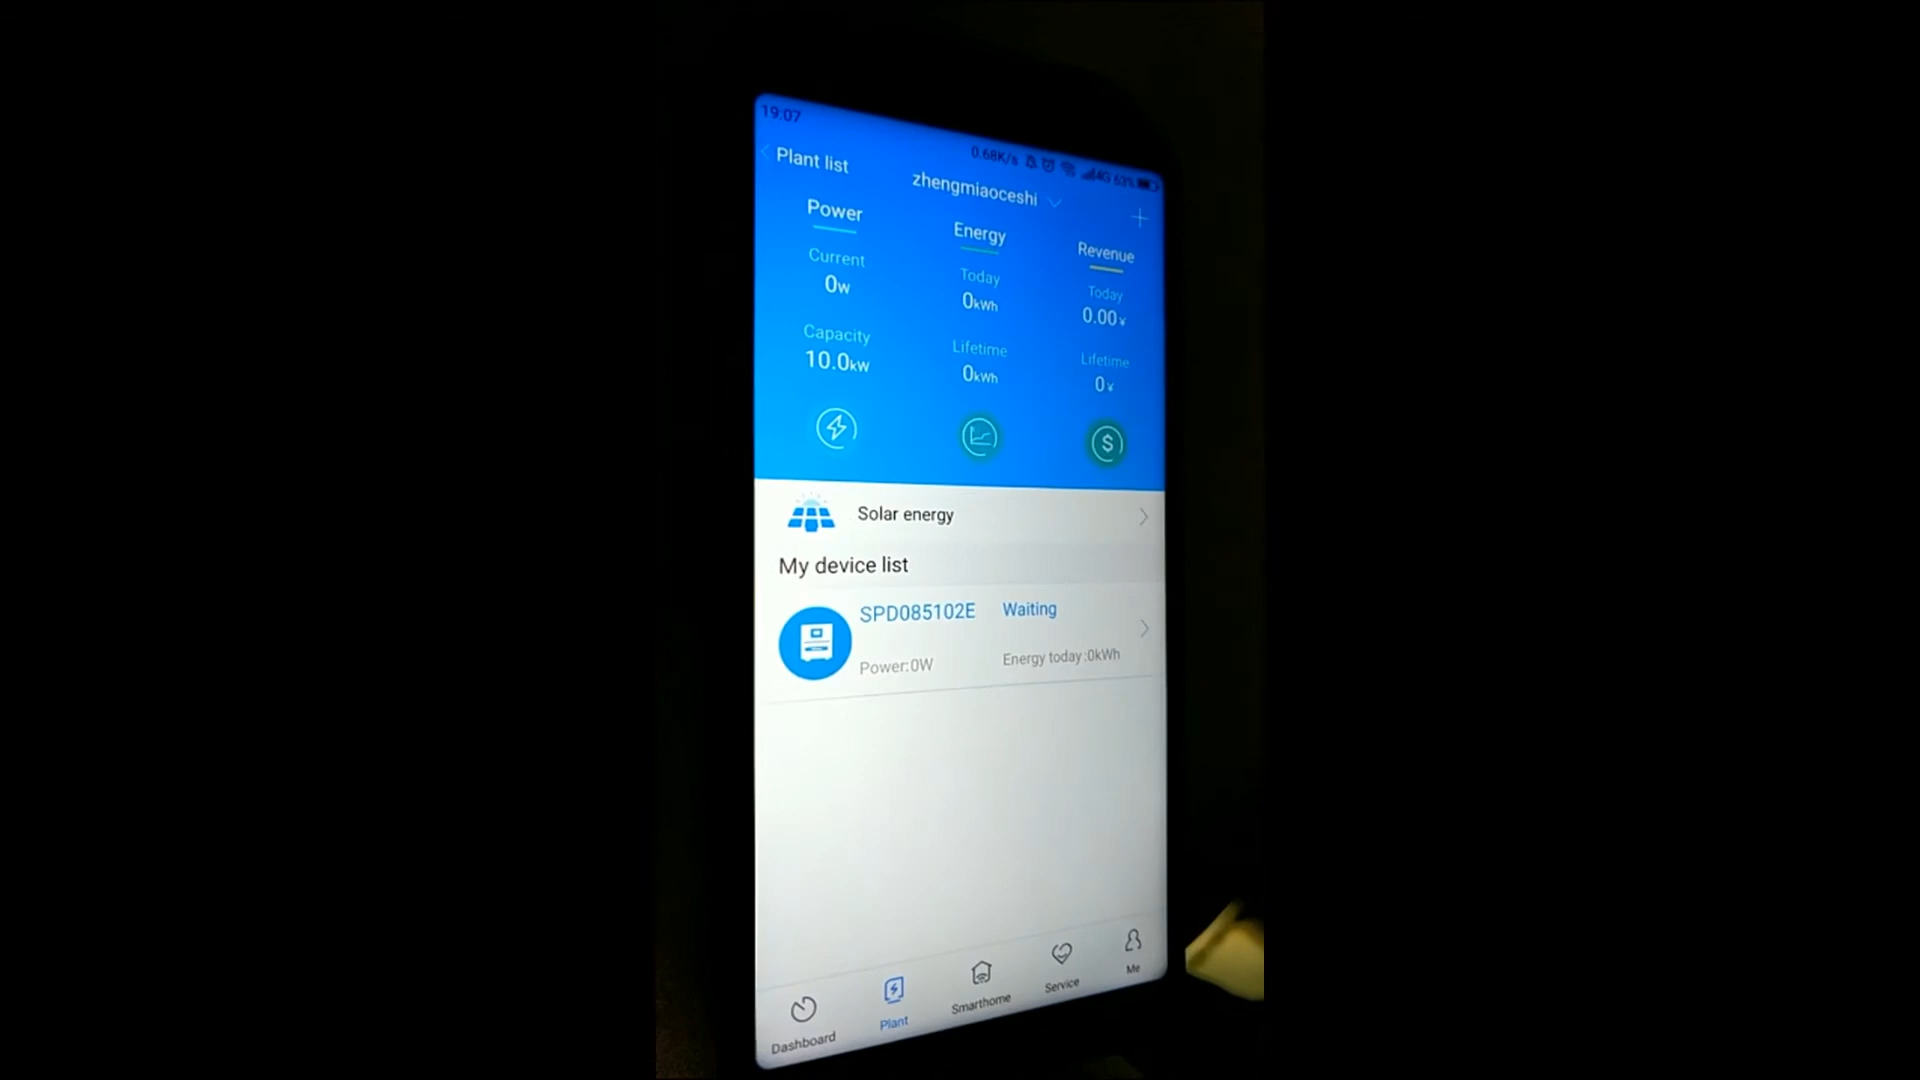 19:07
0.68K/s 4G 63%
Plant list
zhengmiaoceshi
Power
Energy
Revenue
Current
Today
Today
0W
0kWh
0.00¥
Capacity
Lifetime
Lifetime
10.0kW
0kWh
0¥
$
Solar energy
My device list
SPD085102E Waiting
Power:0W Energy today:0kWh
Dashboard
Plant
Smarthome
Service
Me